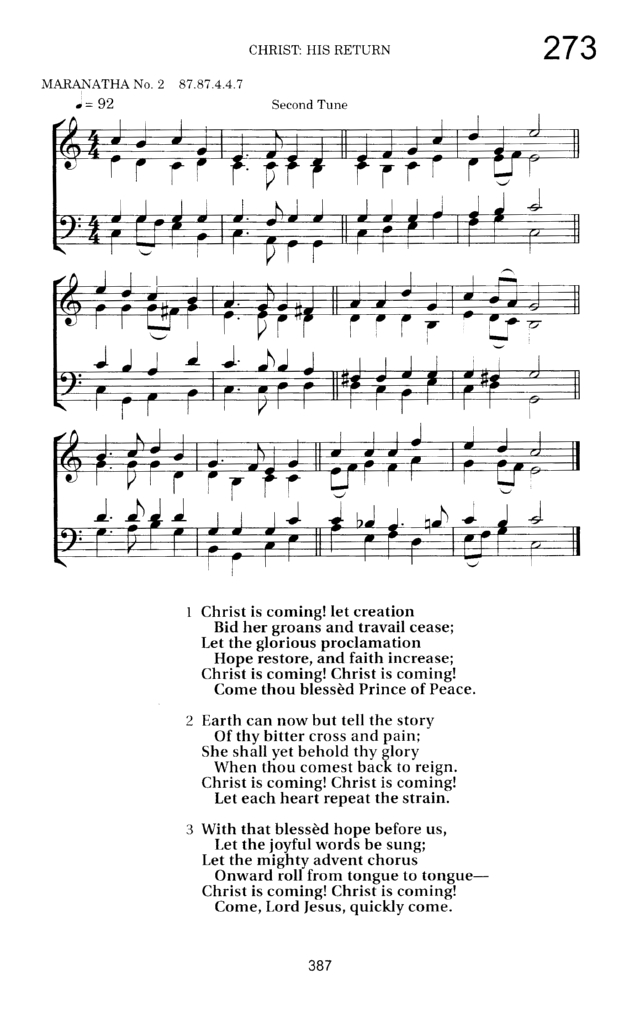 CHRIST: HIS RETURN
273
MARANATHA No. 2 87.87.4.4.7
♩ = 92
Second Tune
1 Christ is coming! let creation
Bid her groans and travail cease;
Let the glorious proclamation
Hope restore, and faith increase;
Christ is coming! Christ is coming!
Come thou blessèd Prince of Peace.
2 Earth can now but tell the story
Of thy bitter cross and pain;
She shall yet behold thy glory
When thou comest back to reign.
Christ is coming! Christ is coming!
Let each heart repeat the strain.
3 With that blessèd hope before us,
Let the joyful words be sung;
Let the mighty advent chorus
Onward roll from tongue to tongue—
Christ is coming! Christ is coming!
Come, Lord Jesus, quickly come.
387